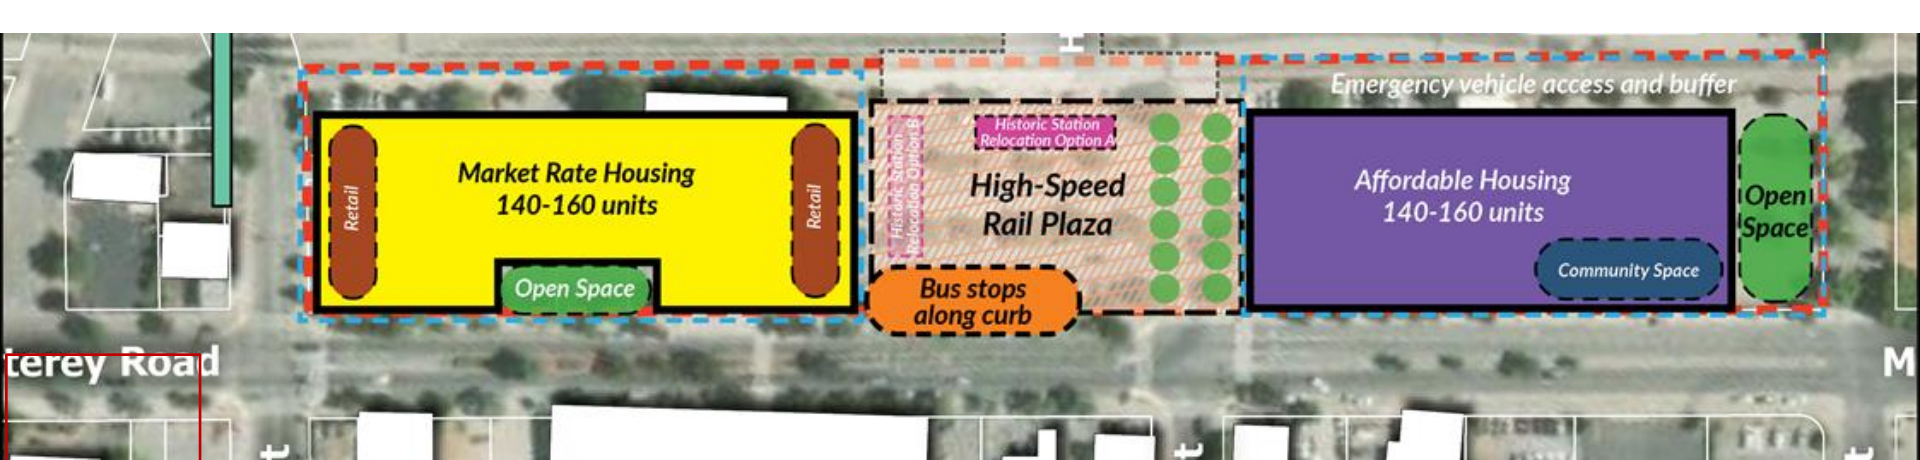 H
Emergency vehicle access and buffer
Market Rate Housing
140-160 units
Retail
Retail
Open Space
Historic Station
Relocation Option B
Historic Station
Relocation Option A
High-Speed
Rail Plaza
Bus stops
along curb
Affordable Housing
140-160 units
Community Space
Open
Space
terey Road
M
t
t
t